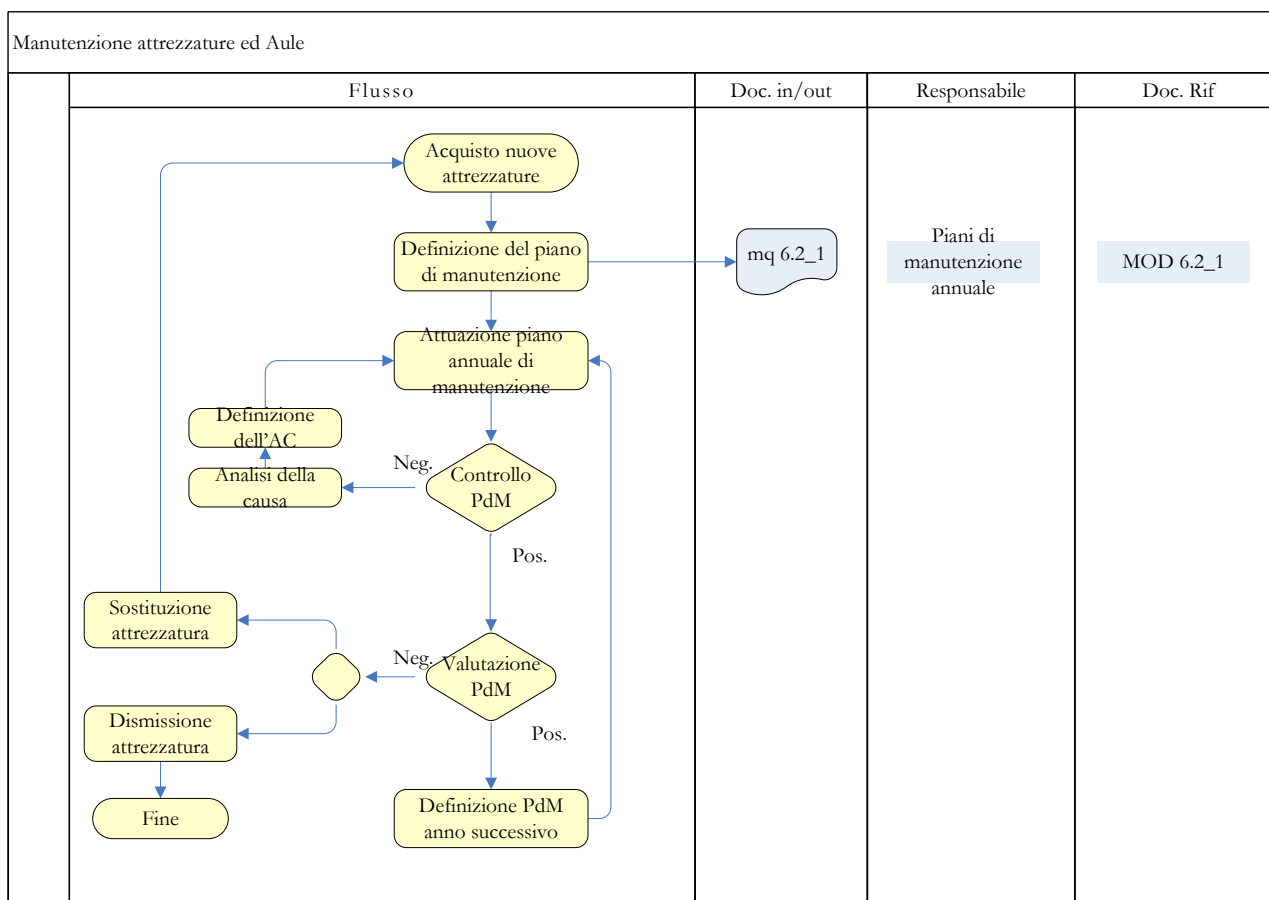 Manutenzione attrezzature ed Aule
Flusso
Doc. in/out
Responsabile
Doc. Rif
Acquisto nuove
attrezzature
Definizione del piano
di manutenzione
mq 6.2_1
Piani di
manutenzione
annuale
MOD 6.2_1
Attuazione piano
annuale di
manutenzione
Definizione
dell'AC
Analisi della
causa
Neg.
Controllo
PdM
Pos.
Sostituzione
attrezzatura
Neg.
Valutazione
PdM
Dismissione
attrezzatura
Pos.
Fine
Definizione PdM
anno successivo